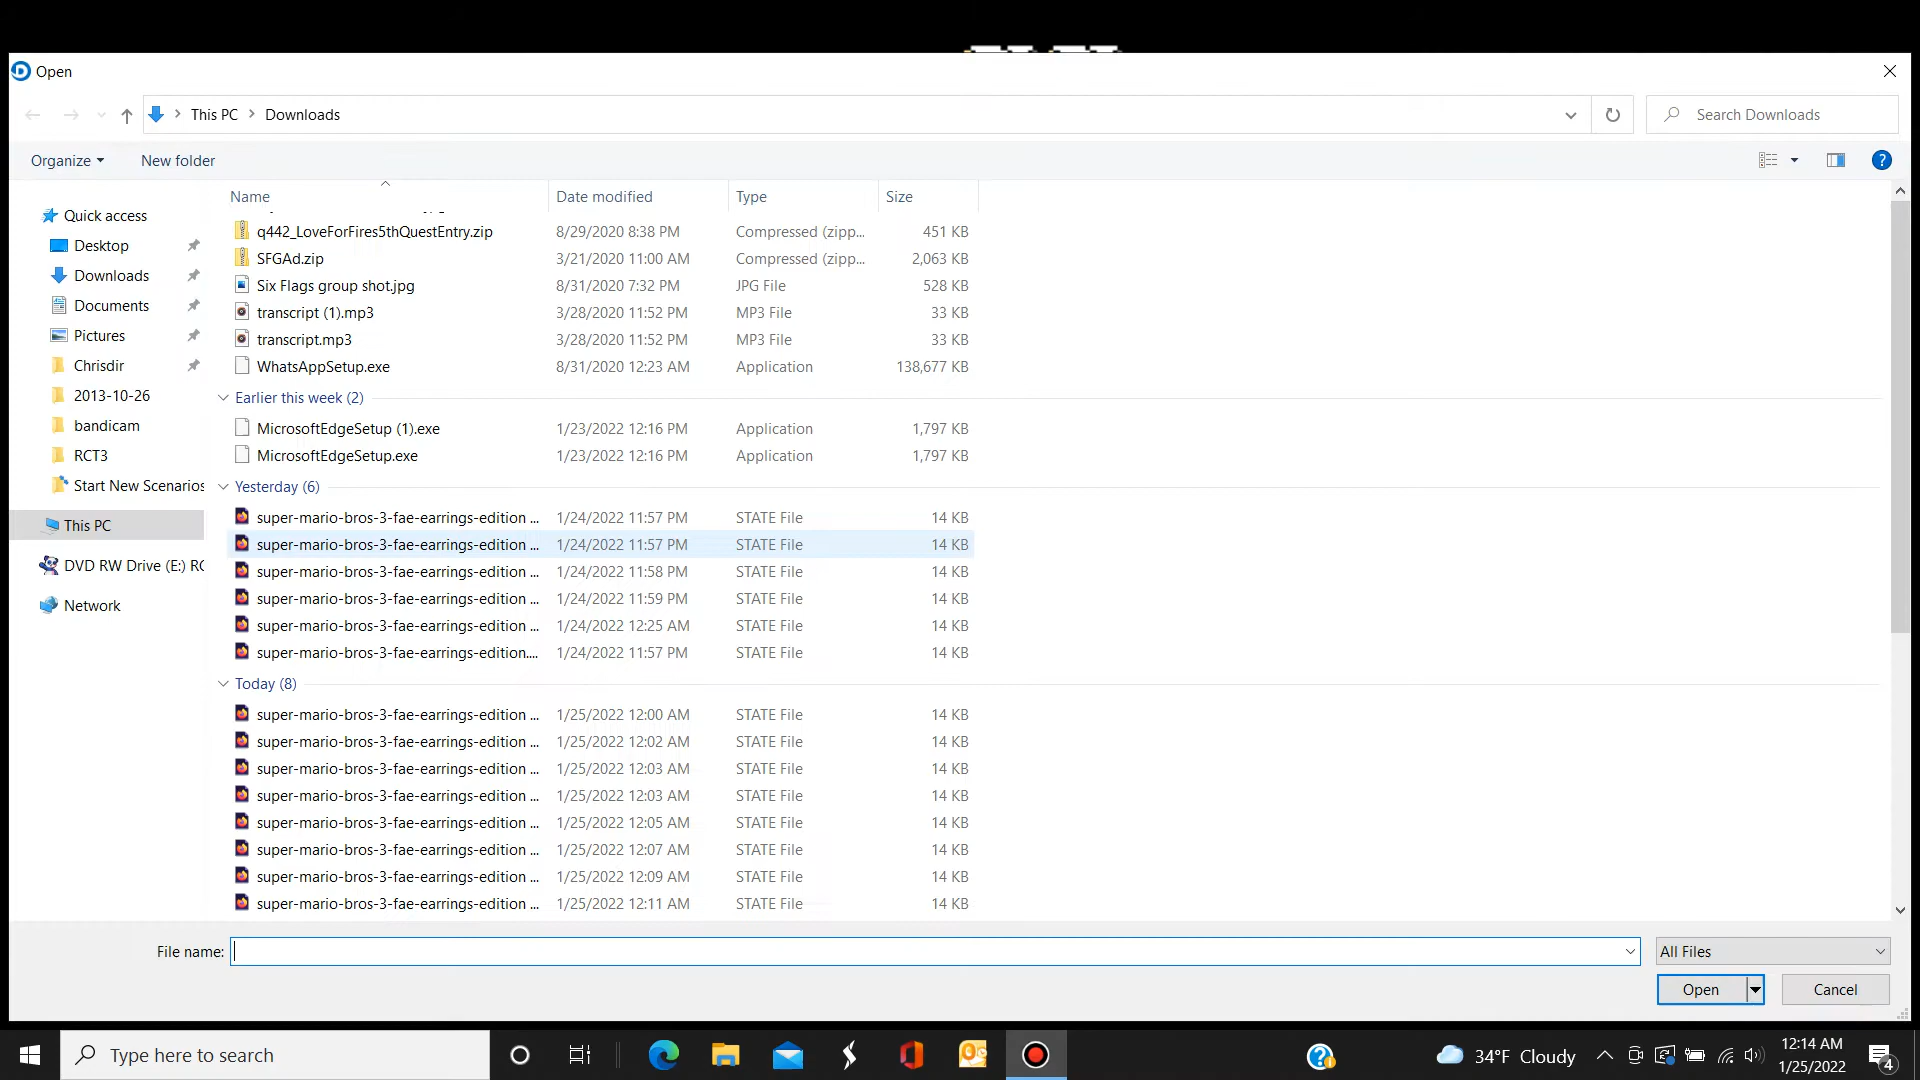 Open
This PC
Downloads
Search Downloads
Organize
New folder
Name
Date modified
Type
Size
Quick access
Desktop
Downloads
Documents
Pictures
Chrisdir
2013-10-26
bandicam
RCT3
Start New Scenarios
This PC
DVD RW Drive (E:) RC
Network
q442_LoveForFires5thQuestEntry.zip 8/29/2020 8:38 PM Compressed (zipp... 451 KB
SFGAd.zip 3/21/2020 11:00 AM Compressed (zipp... 2,063 KB
Six Flags group shot.jpg 8/31/2020 7:32 PM JPG File 528 KB
transcript (1).mp3 3/28/2020 11:52 PM MP3 File 33 KB
transcript.mp3 3/28/2020 11:52 PM MP3 File 33 KB
WhatsAppSetup.exe 8/31/2020 12:23 AM Application 138,677 KB
Earlier this week (2)
MicrosoftEdgeSetup (1).exe 1/23/2022 12:16 PM Application 1,797 KB
MicrosoftEdgeSetup.exe 1/23/2022 12:16 PM Application 1,797 KB
Yesterday (6)
super-mario-bros-3-fae-earrings-edition ... 1/24/2022 11:57 PM STATE File 14 KB
super-mario-bros-3-fae-earrings-edition ... 1/24/2022 11:57 PM STATE File 14 KB
super-mario-bros-3-fae-earrings-edition ... 1/24/2022 11:58 PM STATE File 14 KB
super-mario-bros-3-fae-earrings-edition ... 1/24/2022 11:59 PM STATE File 14 KB
super-mario-bros-3-fae-earrings-edition ... 1/24/2022 12:25 AM STATE File 14 KB
super-mario-bros-3-fae-earrings-edition.... 1/24/2022 11:57 PM STATE File 14 KB
Today (8)
super-mario-bros-3-fae-earrings-edition ... 1/25/2022 12:00 AM STATE File 14 KB
super-mario-bros-3-fae-earrings-edition ... 1/25/2022 12:02 AM STATE File 14 KB
super-mario-bros-3-fae-earrings-edition ... 1/25/2022 12:03 AM STATE File 14 KB
super-mario-bros-3-fae-earrings-edition ... 1/25/2022 12:03 AM STATE File 14 KB
super-mario-bros-3-fae-earrings-edition ... 1/25/2022 12:05 AM STATE File 14 KB
super-mario-bros-3-fae-earrings-edition ... 1/25/2022 12:07 AM STATE File 14 KB
super-mario-bros-3-fae-earrings-edition ... 1/25/2022 12:09 AM STATE File 14 KB
super-mario-bros-3-fae-earrings-edition ... 1/25/2022 12:11 AM STATE File 14 KB
File name:
All Files
Open
Cancel
Type here to search
34°F Cloudy
12:14 AM
1/25/2022
4